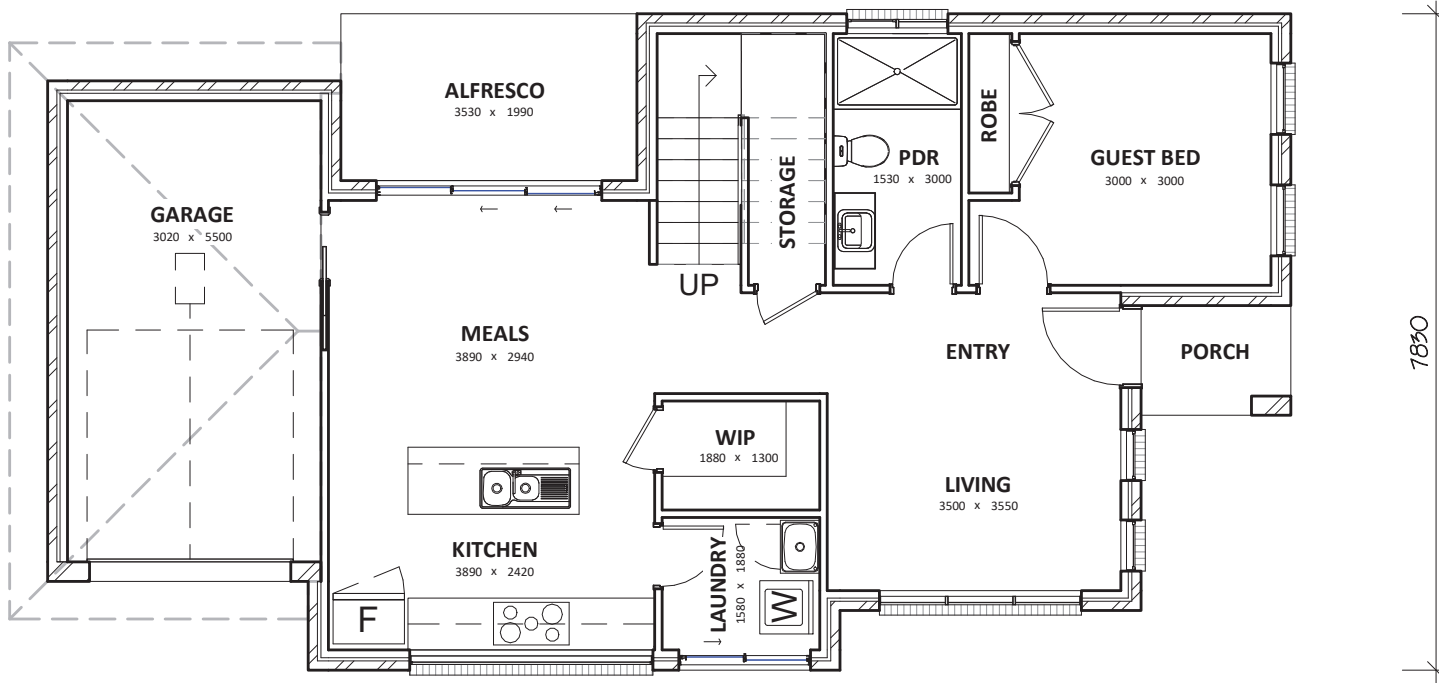 ALFRESCO
3530 x 1990
GARAGE
3020 x 5500
STORAGE
PDR
1530 x 3000
ROBE
GUEST BED
3000 x 3000
UP
MEALS
3890 x 2940
ENTRY
PORCH
7830
WIP
1880 x 1300
LIVING
3500 x 3550
KITCHEN
3890 x 2420
LAUNDRY
1580 x 1880
F
W